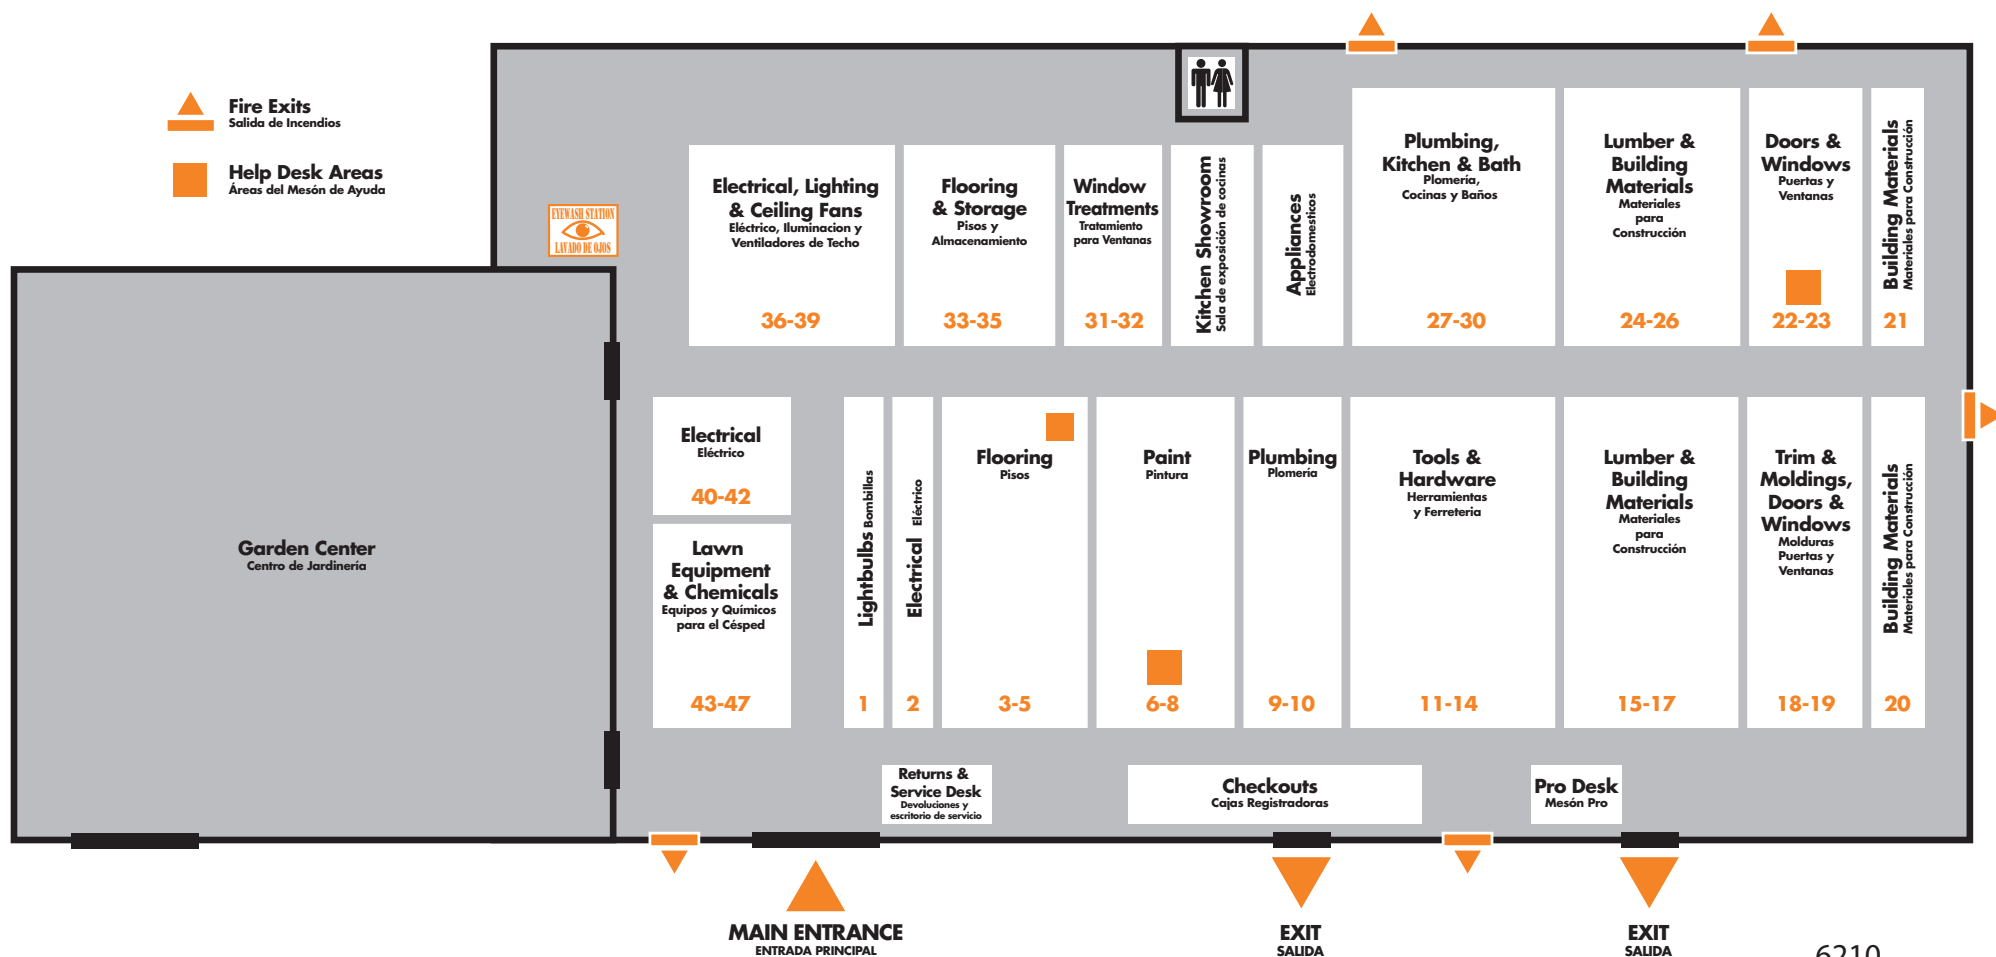 Fire Exits
Salida de Incendios
Help Desk Areas
Áreas del Mesón de Ayuda
EYEWASH STATION
LAVADO DE OJOS
Electrical, Lighting
& Ceiling Fans
Eléctrico, Iluminacion y
Ventiladores de Techo
36-39
Flooring
& Storage
Pisos y
Almacenamiento
33-35
Window
Treatments
Tratamiento
para Ventanas
31-32
Kitchen Showroom
Sala de exposición de cocinas
Appliances
Electrodomesticos
Plumbing,
Kitchen & Bath
Plomería,
Cocinas y Baños
27-30
Lumber &
Building
Materials
Materiales
para
Construcción
24-26
Doors &
Windows
Puertas y
Ventanas
22-23
Building Materials
Materiales para Construcción
21
Garden Center
Centro de Jardinería
Electrical
Eléctrico
40-42
Lawn
Equipment
& Chemicals
Equipos y Químicos
para el Césped
43-47
Lightbulbs Bombillas
1
Electrical Eléctrico
2
Flooring
Pisos
3-5
Paint
Pintura
6-8
Plumbing
Plomería
9-10
Tools &
Hardware
Herramientas
y Ferreteria
11-14
Lumber &
Building
Materials
Materiales
para
Construcción
15-17
Trim &
Moldings,
Doors &
Windows
Molduras
Puertas y
Ventanas
18-19
Building Materials
Materiales para Construcción
20
Returns &
Service Desk
Devoluciones y
escritorio de servicio
Checkouts
Cajas Registradoras
Pro Desk
Mesón Pro
MAIN ENTRANCE
ENTRADA PRINCIPAL
EXIT
SALIDA
EXIT
SALIDA
6210